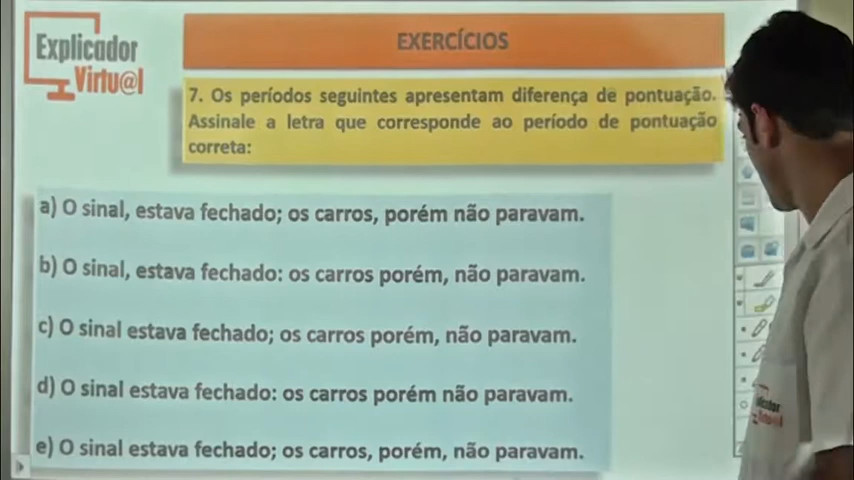 Explicador
Virtu@l
EXERCÍCIOS
7. Os períodos seguintes apresentam diferença de pontuação.
Assinale a letra que corresponde ao período de pontuação
correta:
a) O sinal, estava fechado; os carros, porém não paravam.
b) O sinal, estava fechado: os carros porém, não paravam.
c) O sinal estava fechado; os carros porém, não paravam.
d) O sinal estava fechado: os carros porém não paravam.
e) O sinal estava fechado; os carros, porém, não paravam.